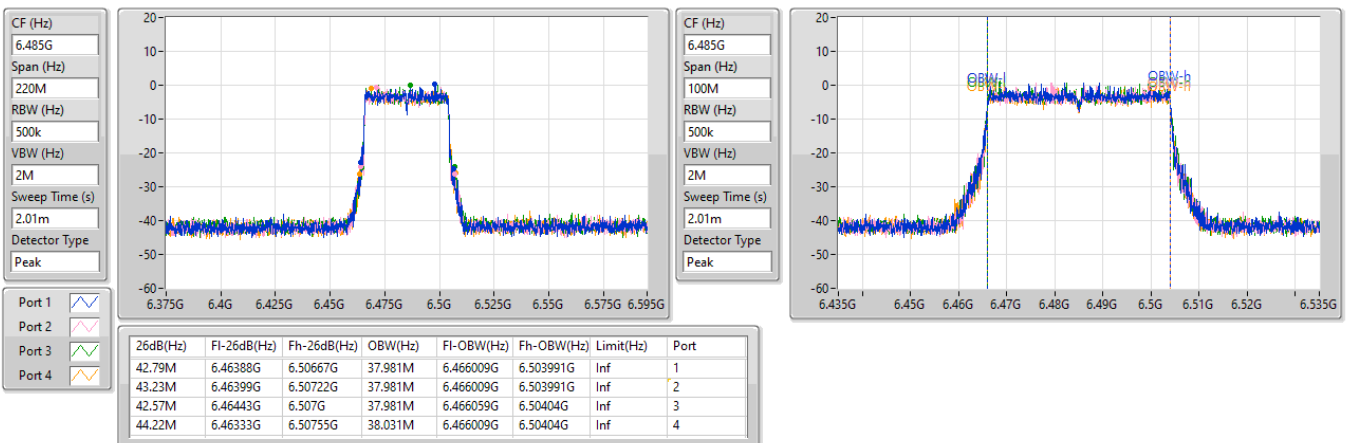 CF (Hz)
6.485G
Span (Hz)
220M
RBW (Hz)
500k
VBW (Hz)
2M
Sweep Time (s)
2.01m
Detector Type
Peak
20
10
0
-10
-20
-30
-40
-50
-60
6.375G 6.4G 6.425G 6.45G 6.475G 6.5G 6.525G 6.55G 6.575G 6.595G
CF (Hz)
6.485G
Span (Hz)
100M
RBW (Hz)
500k
VBW (Hz)
2M
Sweep Time (s)
2.01m
Detector Type
Peak
20
10
0
-10
-20
-30
-40
-50
-60
OBW-l OBW-h
6.435G 6.45G 6.46G 6.47G 6.48G 6.49G 6.5G 6.51G 6.52G 6.535G
Port 1
Port 2
Port 3
Port 4
26dB(Hz) Fl-26dB(Hz) Fh-26dB(Hz) OBW(Hz) Fl-OBW(Hz) Fh-OBW(Hz) Limit(Hz) Port
42.79M 6.46388G 6.50667G 37.981M 6.466009G 6.503991G Inf 1
43.23M 6.46399G 6.50722G 37.981M 6.466009G 6.503991G Inf 2
42.57M 6.46443G 6.507G 37.981M 6.466059G 6.50404G Inf 3
44.22M 6.46333G 6.50755G 38.031M 6.466009G 6.50404G Inf 4